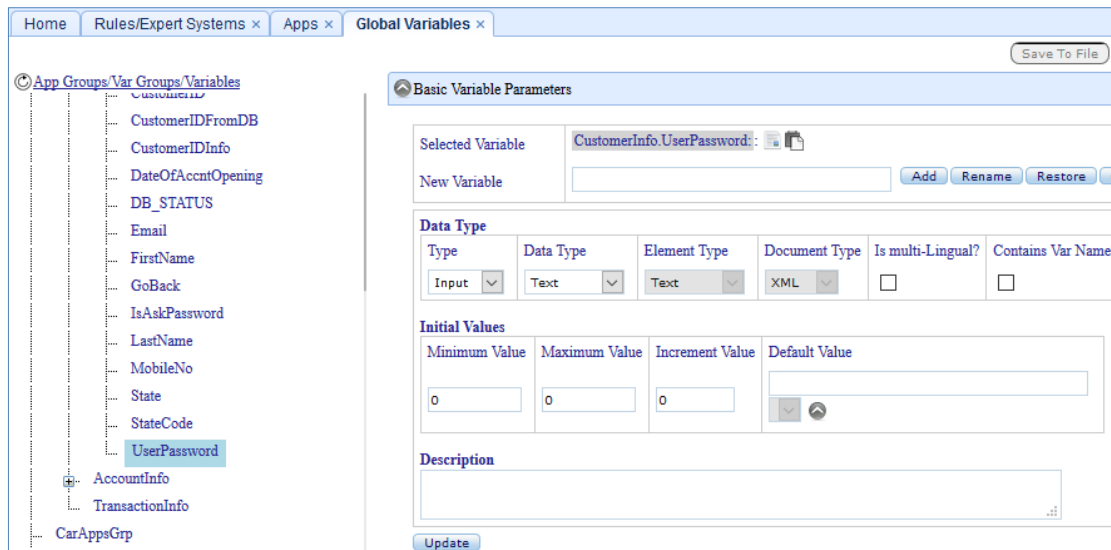 Home Rules/Expert Systems × Apps × Global Variables ×
Save To File
App Groups/Var Groups/Variables
CustomerID
CustomerIDFromDB
CustomerIDInfo
DateOfAccntOpening
DB_STATUS
Email
FirstName
GoBack
IsAskPassword
LastName
MobileNo
State
StateCode
UserPassword
AccountInfo
TransactionInfo
CarAppsGrp
Basic Variable Parameters
Selected Variable CustomerInfo.UserPassword: :
New Variable Add Rename Restore
Data Type
Type Data Type Element Type Document Type Is multi-Lingual? Contains Var Name
Input Text Text XML
Initial Values
Minimum Value Maximum Value Increment Value Default Value
0 0 0
Description
Update